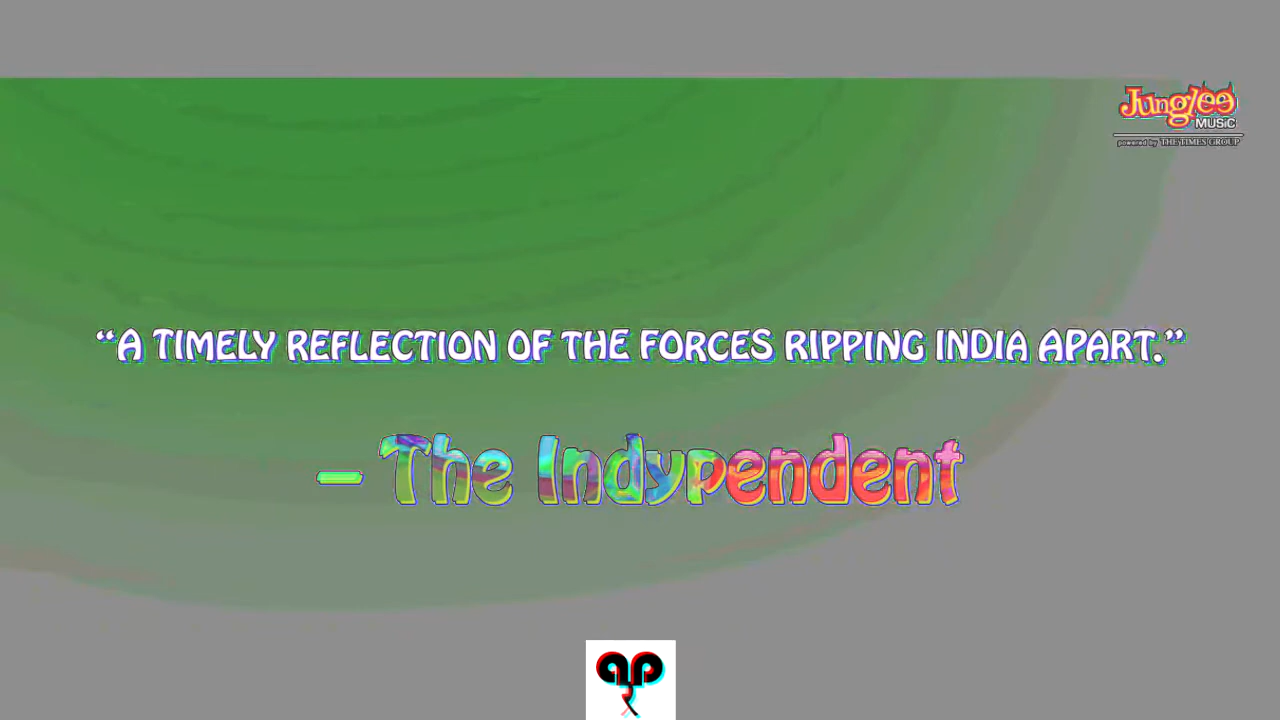 Junglee
MUSIC
powered by THE TIMES GROUP
“A TIMELY REFLECTION OF THE FORCES RIPPING INDIA APART.”
– The Indypendent